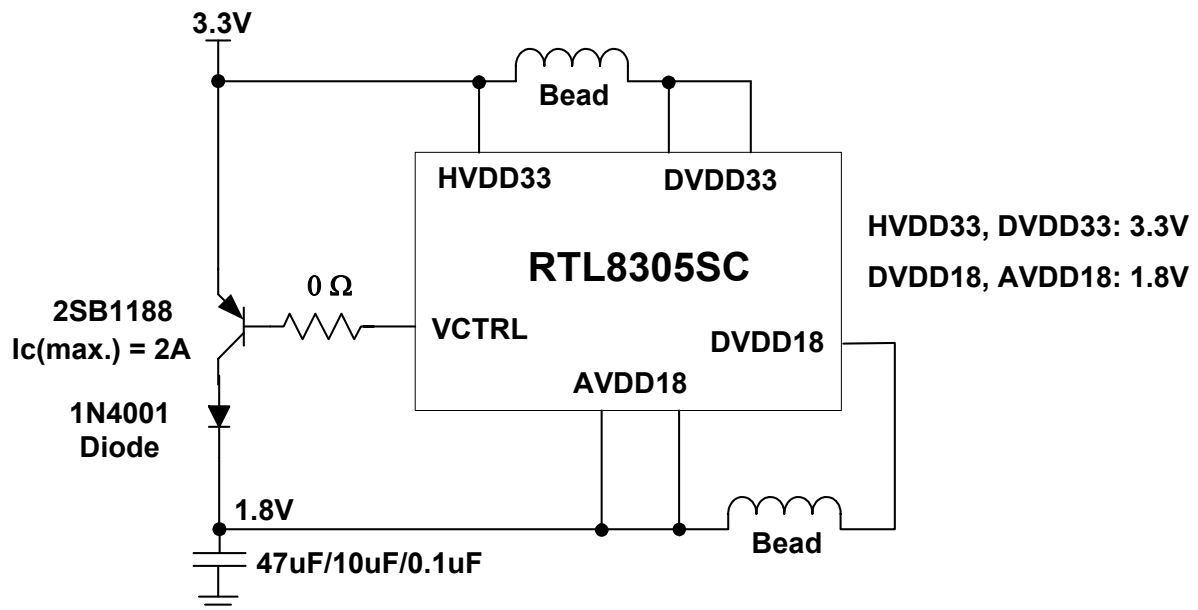 3.3V
Bead
HVDD33
DVDD33
HVDD33, DVDD33: 3.3V
RTL8305SC
DVDD18, AVDD18: 1.8V
0 Ω
2SB1188
Ic(max.) = 2A
VCTRL
DVDD18
AVDD18
1N4001
Diode
1.8V
Bead
47uF/10uF/0.1uF